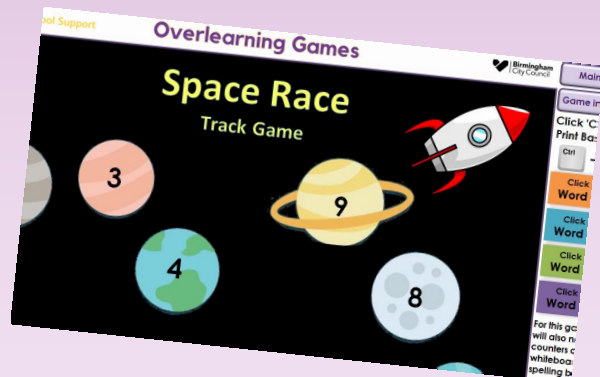 ool Support
Overlearning Games
Birmingham
City Council
Space Race
Track Game
3
4
9
8
Main
Game in
Click 'C
Print Ba
Ctrl
Click
Word
Click
Word
Click
Word
Click
Word
For this ga
will also n
counters o
whiteboa
spelling b